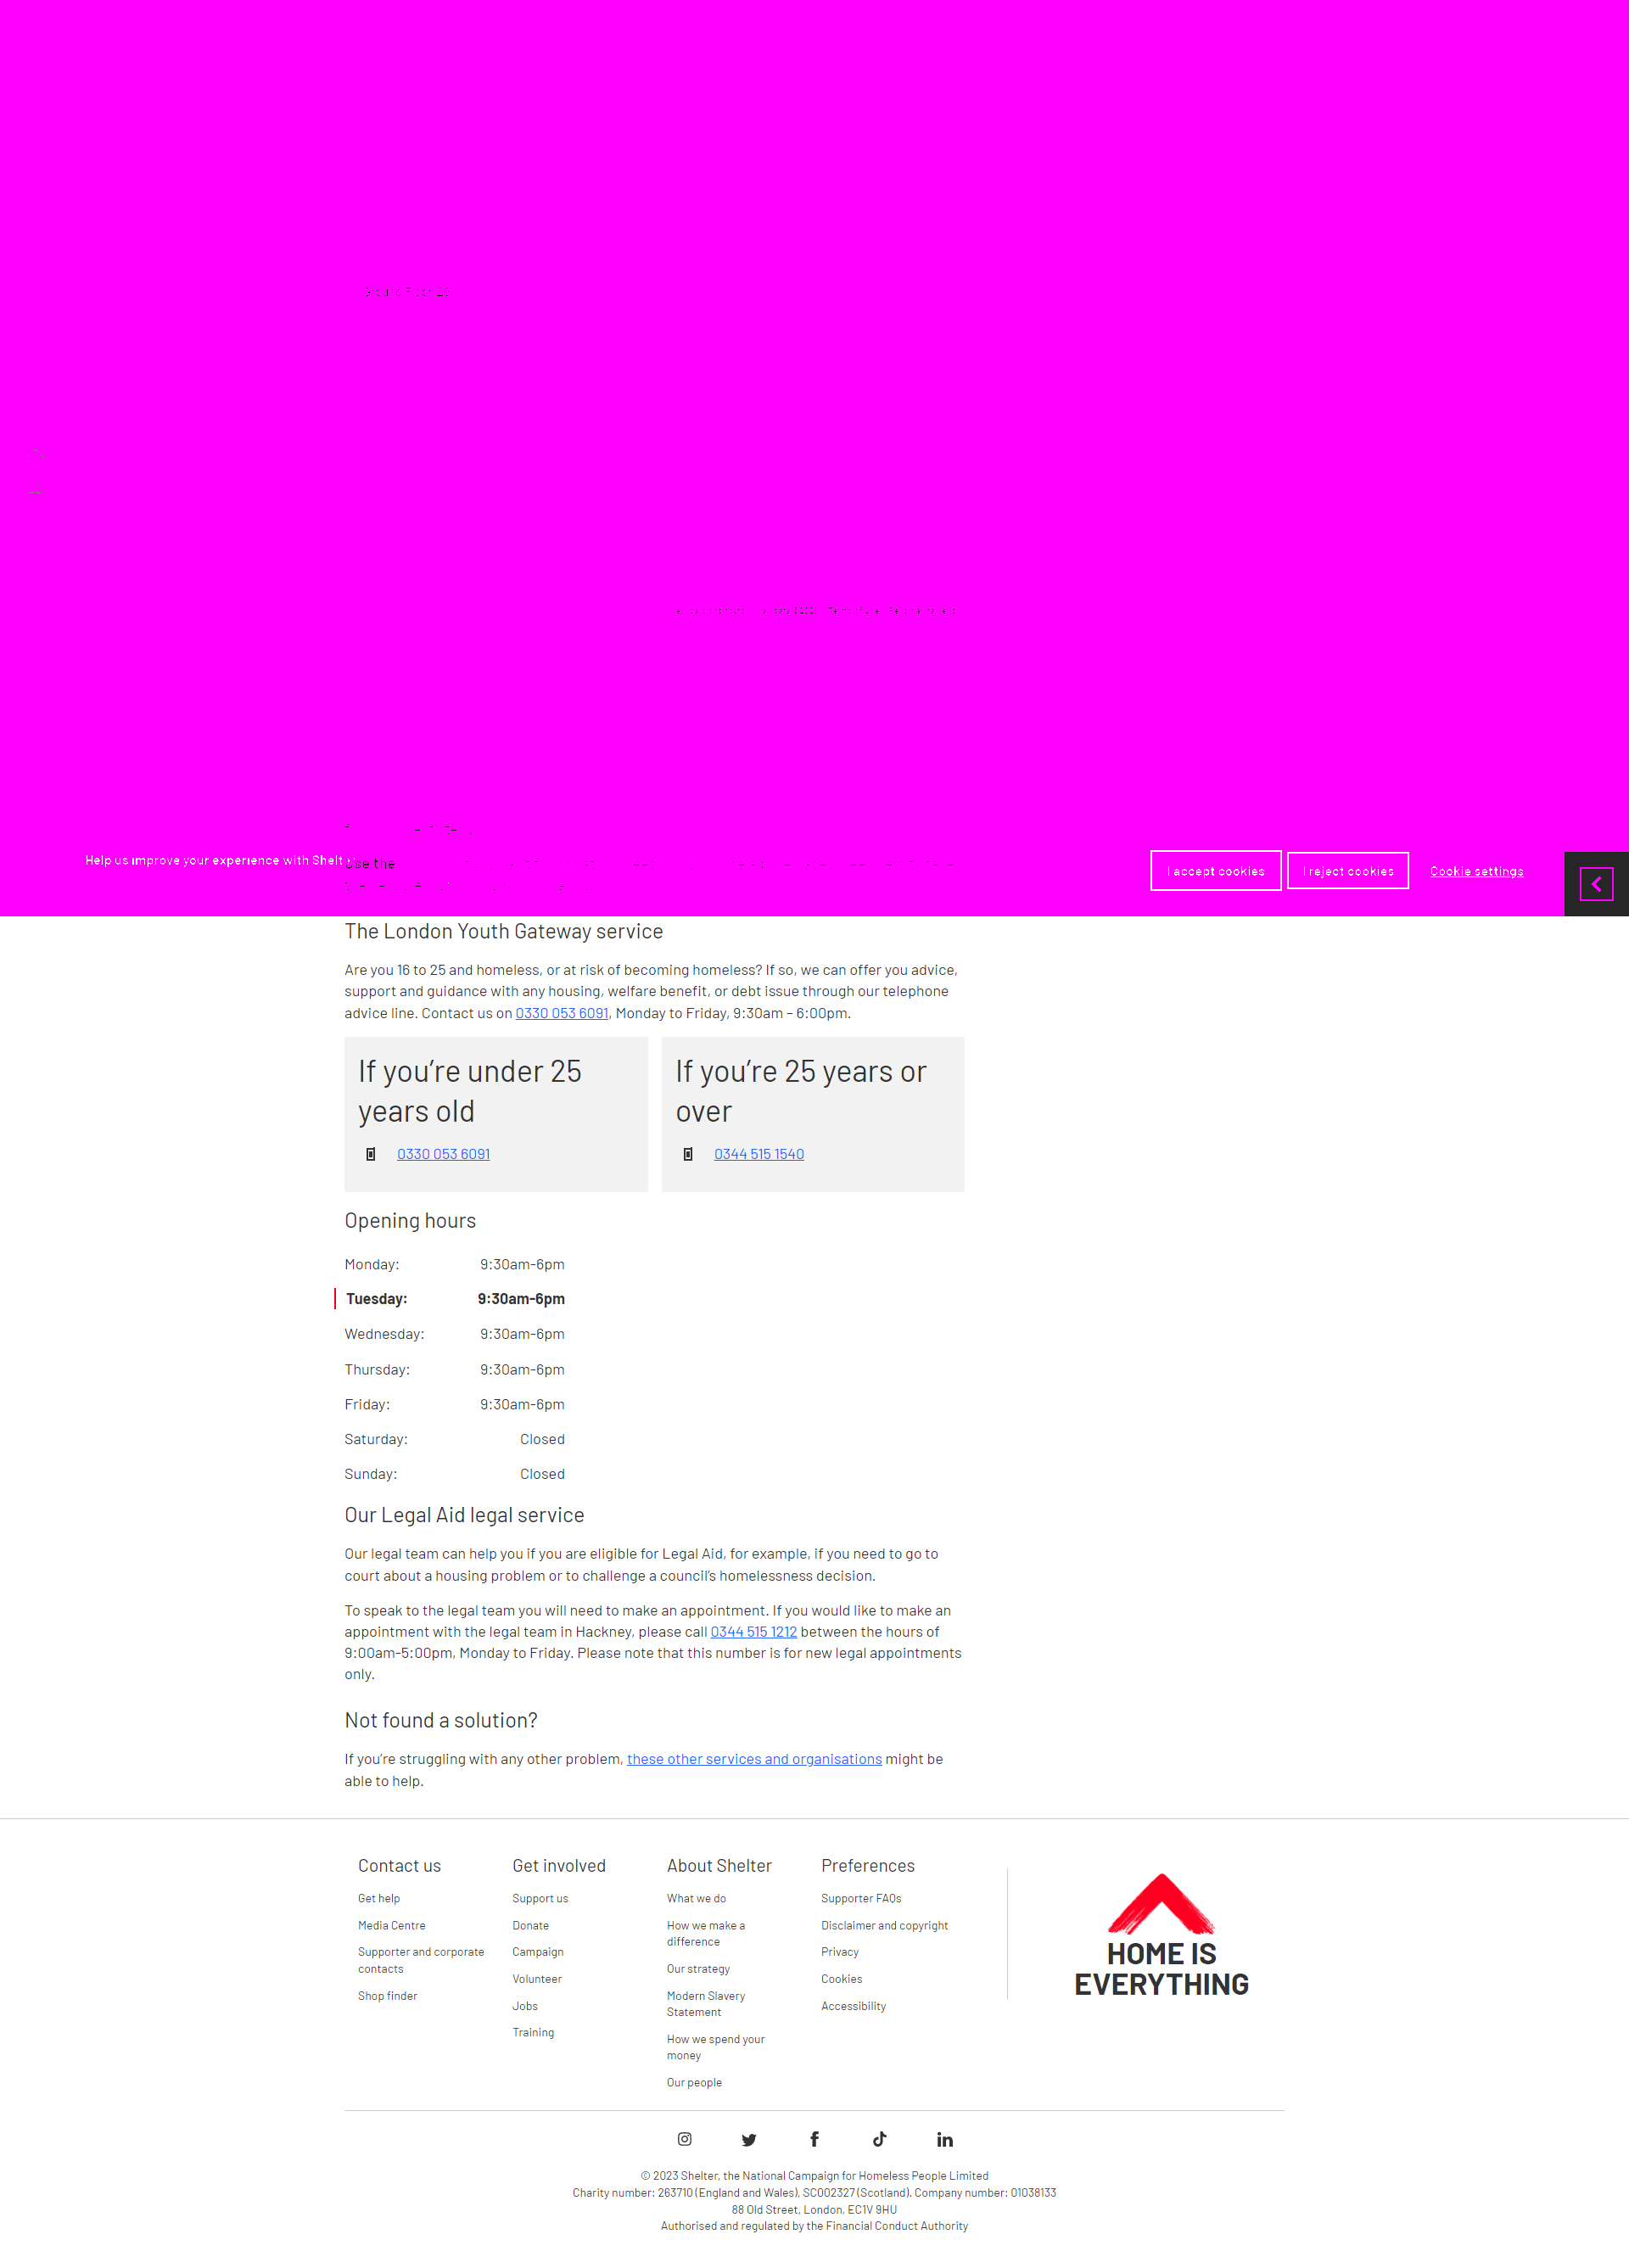 Help us improve your experience with
Use the
I accept cookies
I reject cookies
Cookie settings
The London Youth Gateway service
Are you 16 to 25 and homeless, or at risk of becoming homeless? If so, we can offer you advice,
support and guidance with any housing, welfare benefit, or debt issue through our telephone
advice line. Contact us on 0330 053 6091, Monday to Friday, 9:30am – 6:00pm.
If you’re under 25
years old
0330 053 6091
If you’re 25 years or
over
0344 515 1540
Opening hours
Monday: 9:30am-6pm
Tuesday: 9:30am-6pm
Wednesday: 9:30am-6pm
Thursday: 9:30am-6pm
Friday: 9:30am-6pm
Saturday: Closed
Sunday: Closed
Our Legal Aid legal service
Our legal team can help you if you are eligible for Legal Aid, for example, if you need to go to
court about a housing problem or to challenge a council’s homelessness decision.
To speak to the legal team you will need to make an appointment. If you would like to make an
appointment with the legal team in Hackney, please call 0344 515 1212 between the hours of
9:00am-5:00pm, Monday to Friday. Please note that this number is for new legal appointments
only.
Not found a solution?
If you’re struggling with any other problem, these other services and organisations might be
able to help.
Contact us
Get help
Media Centre
Supporter and corporate
contacts
Shop finder
Get involved
Support us
Donate
Campaign
Volunteer
Jobs
Training
About Shelter
What we do
How we make a
difference
Our strategy
Modern Slavery
Statement
How we spend your
money
Our people
Preferences
Supporter FAQs
Disclaimer and copyright
Privacy
Cookies
Accessibility
HOME IS
EVERYTHING
© 2023 Shelter, the National Campaign for Homeless People Limited
Charity number: 263710 (England and Wales), SC002327 (Scotland). Company number: 01038133
88 Old Street, London, EC1V 9HU
Authorised and regulated by the Financial Conduct Authority